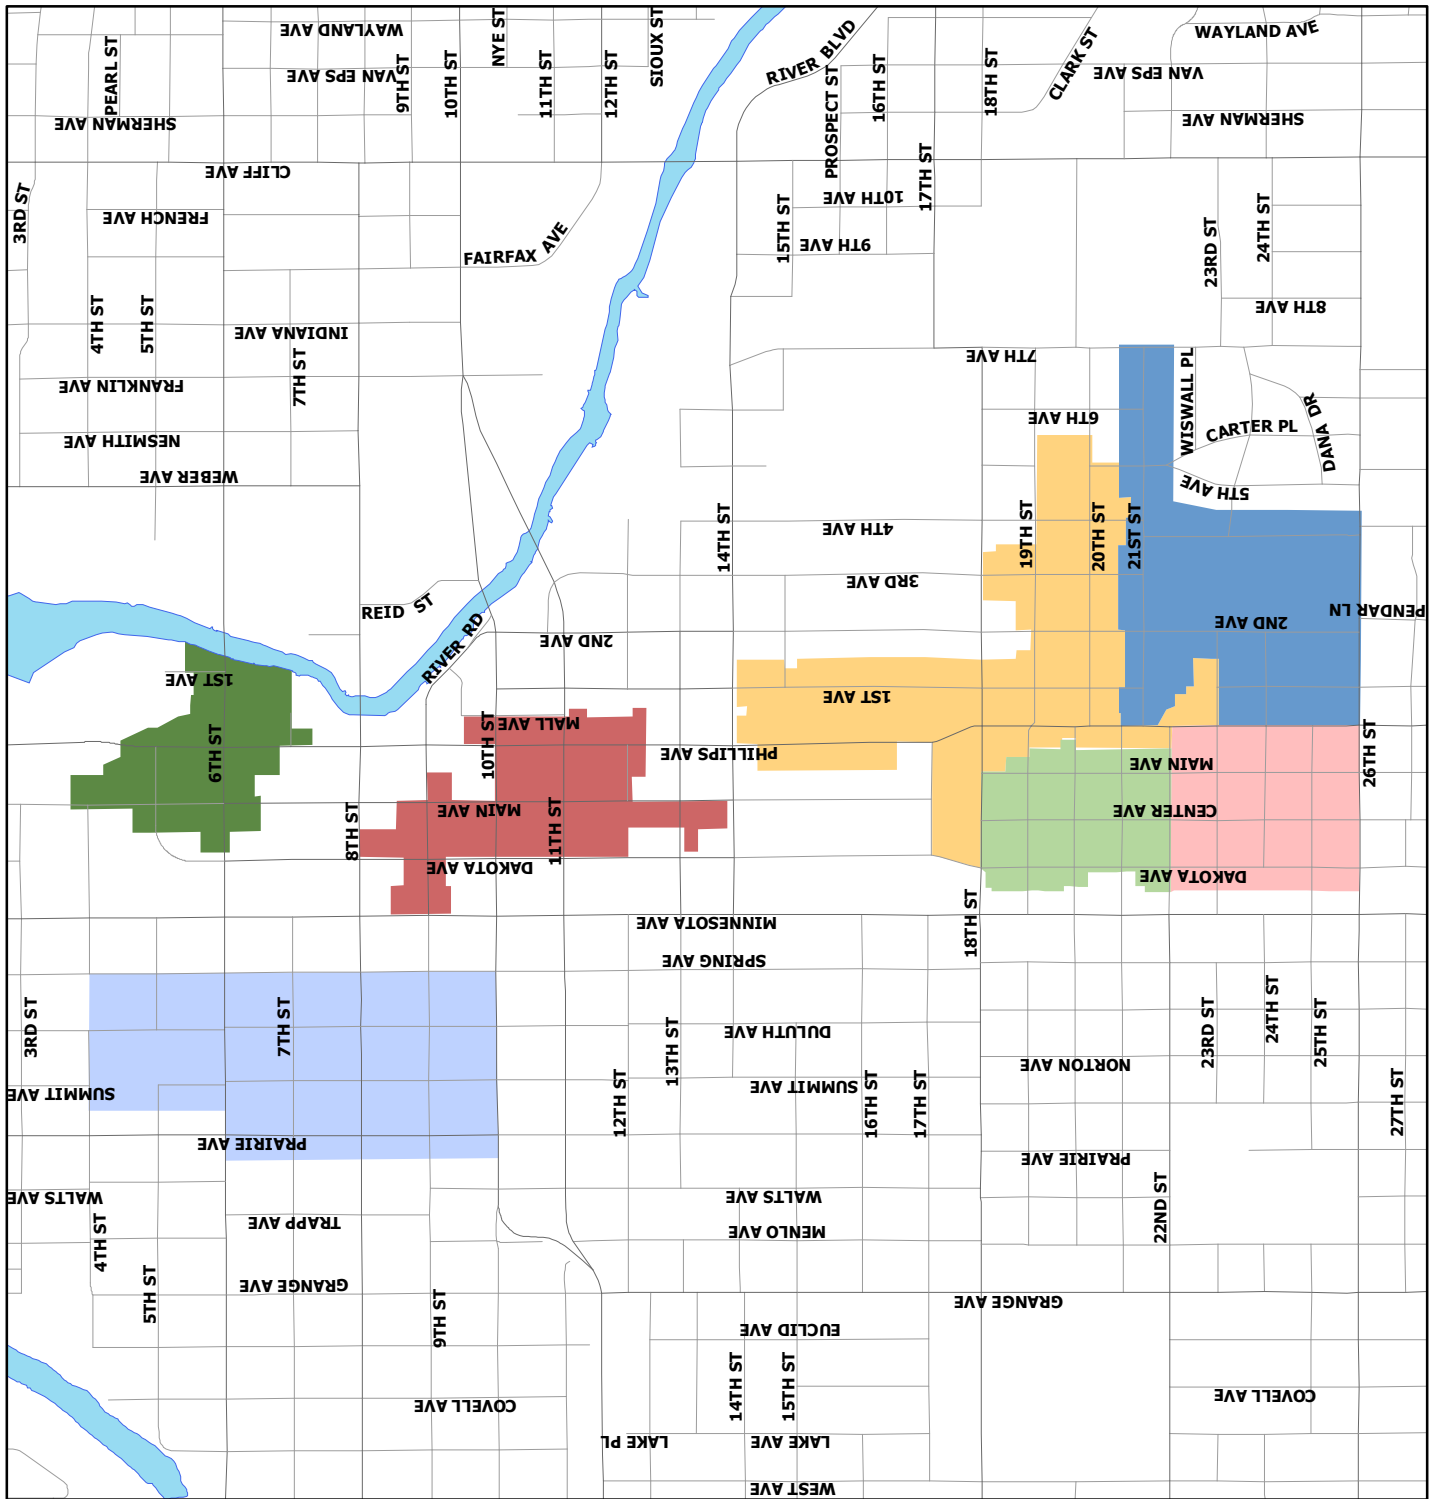 WAYLAND AVE
NYE ST
SIOUX ST
RIVER BLVD
WAYLAND AVE
PEARL ST
VAN EPS AVE
9TH ST
10TH ST
11TH ST
12TH ST
PROSPECT ST
16TH ST
18TH ST
CLARK ST
VAN EPS AVE
SHERMAN AVE
SHERMAN AVE
CLIFF AVE
3RD ST
FRENCH AVE
FAIRFAX AVE
15TH ST
10TH AVE
17TH ST
9TH AVE
23RD ST
24TH ST
4TH ST
5TH ST
INDIANA AVE
8TH AVE
7TH ST
FRANKLIN AVE
7TH AVE
WISWALL PL
NESMITH AVE
6TH AVE
CARTER PL
DANA DR
WEBER AVE
5TH AVE
14TH ST
4TH AVE
19TH ST
20TH ST
21ST ST
3RD AVE
REID ST
RIVER RD
2ND AVE
2ND AVE
PENDAR LN
1ST AVE
1ST AVE
6TH ST
10TH ST
MALL AVE
PHILLIPS AVE
MAIN AVE
26TH ST
8TH ST
MAIN AVE
11TH ST
CENTER AVE
DAKOTA AVE
DAKOTA AVE
MINNESOTA AVE
18TH ST
SPRING AVE
3RD ST
7TH ST
13TH ST
DULUTH AVE
23RD ST
24TH ST
25TH ST
SUMMIT AVE
12TH ST
SUMMIT AVE
16TH ST
17TH ST
NORTON AVE
27TH ST
PRAIRIE AVE
PRAIRIE AVE
WALTS AVE
WALTS AVE
4TH ST
TRAPP AVE
MENLO AVE
22ND ST
5TH ST
GRANGE AVE
9TH ST
GRANGE AVE
EUCLID AVE
14TH ST
15TH ST
COVELL AVE
COVELL AVE
LAKE PL
LAKE AVE
WEST AVE